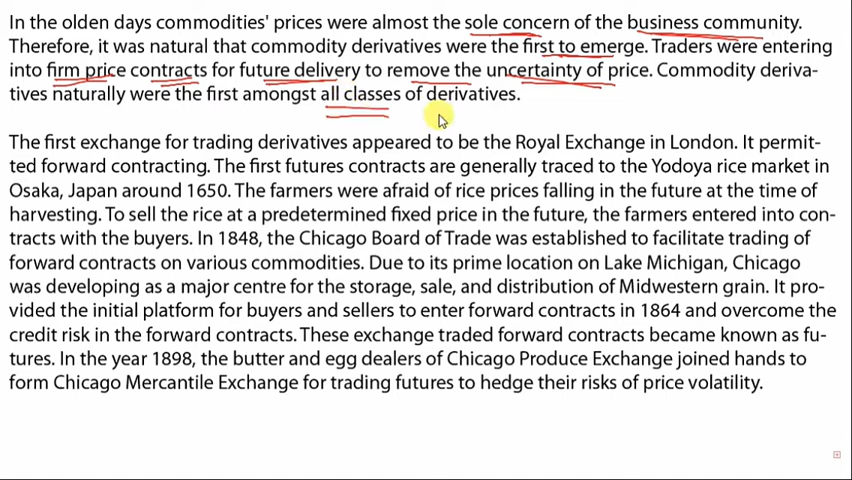 In the olden days commodities' prices were almost the sole concern of the business community.
Therefore, it was natural that commodity derivatives were the first to emerge. Traders were entering
into firm price contracts for future delivery to remove the uncertainty of price. Commodity deriva-
tives naturally were the first amongst all classes of derivatives.
The first exchange for trading derivatives appeared to be the Royal Exchange in London. It permit-
ted forward contracting. The first futures contracts are generally traced to the Yodoya rice market in
Osaka, Japan around 1650. The farmers were afraid of rice prices falling in the future at the time of
harvesting. To sell the rice at a predetermined fixed price in the future, the farmers entered into con-
tracts with the buyers. In 1848, the Chicago Board of Trade was established to facilitate trading of
forward contracts on various commodities. Due to its prime location on Lake Michigan, Chicago
was developing as a major centre for the storage, sale, and distribution of Midwestern grain. It pro-
vided the initial platform for buyers and sellers to enter forward contracts in 1864 and overcome the
credit risk in the forward contracts. These exchange traded forward contracts became known as fu-
tures. In the year 1898, the butter and egg dealers of Chicago Produce Exchange joined hands to
form Chicago Mercantile Exchange for trading futures to hedge their risks of price volatility.